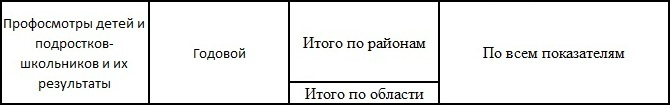 Профосмотры детей и
подростков-
школьников и их
результаты
Годовой
Итого по районам
Итого по области
По всем показателям